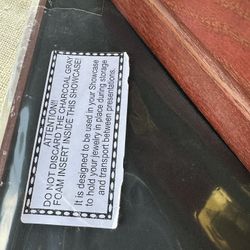 ATTENTION!!
DO NOT DISCARD THE CHARCOAL GRAY
FOAM INSERT INSIDE THIS SHOWCASE!
It is designed to be used in your Showcase
to hold your jewelry in place during storage
and transport between presentations.